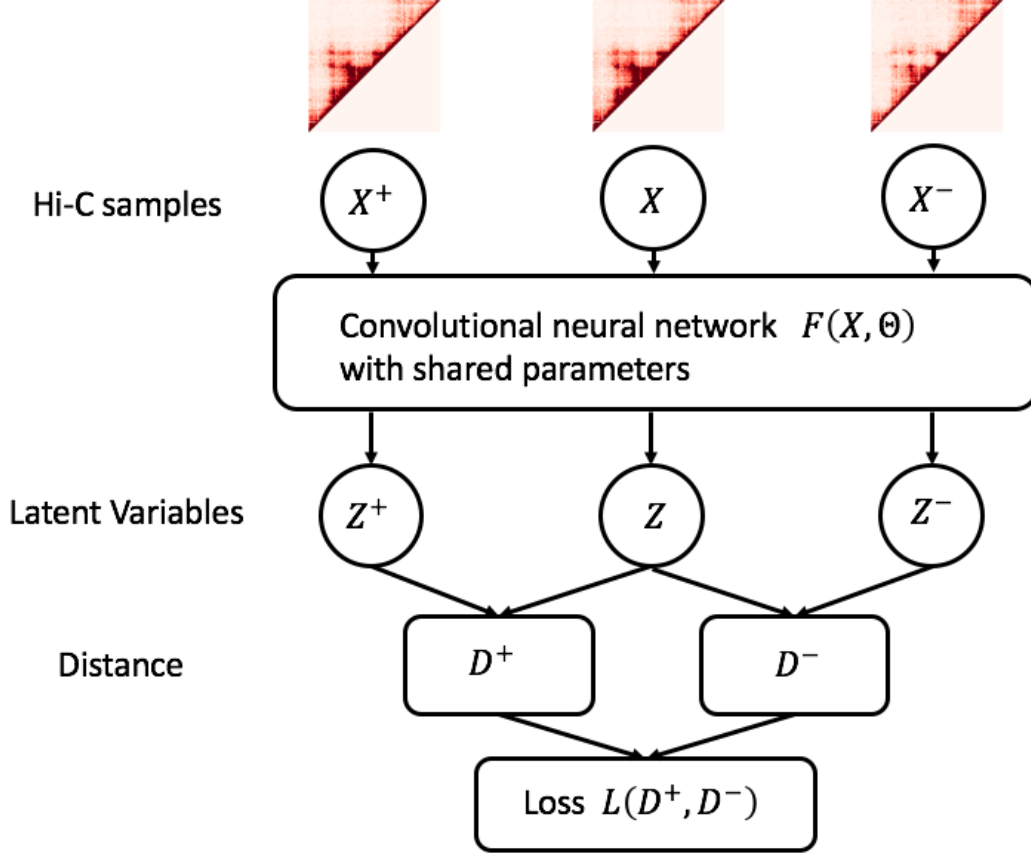 Hi-C samples
X⁺
X
X⁻
Convolutional neural network F(X, Θ)
with shared parameters
Latent Variables
Z⁺
Z
Z⁻
Distance
D⁺
D⁻
Loss L(D⁺, D⁻)